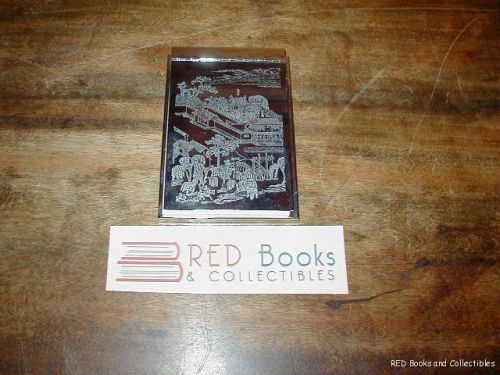 RED Books
& COLLECTIBLES
RED Books and Collectibles